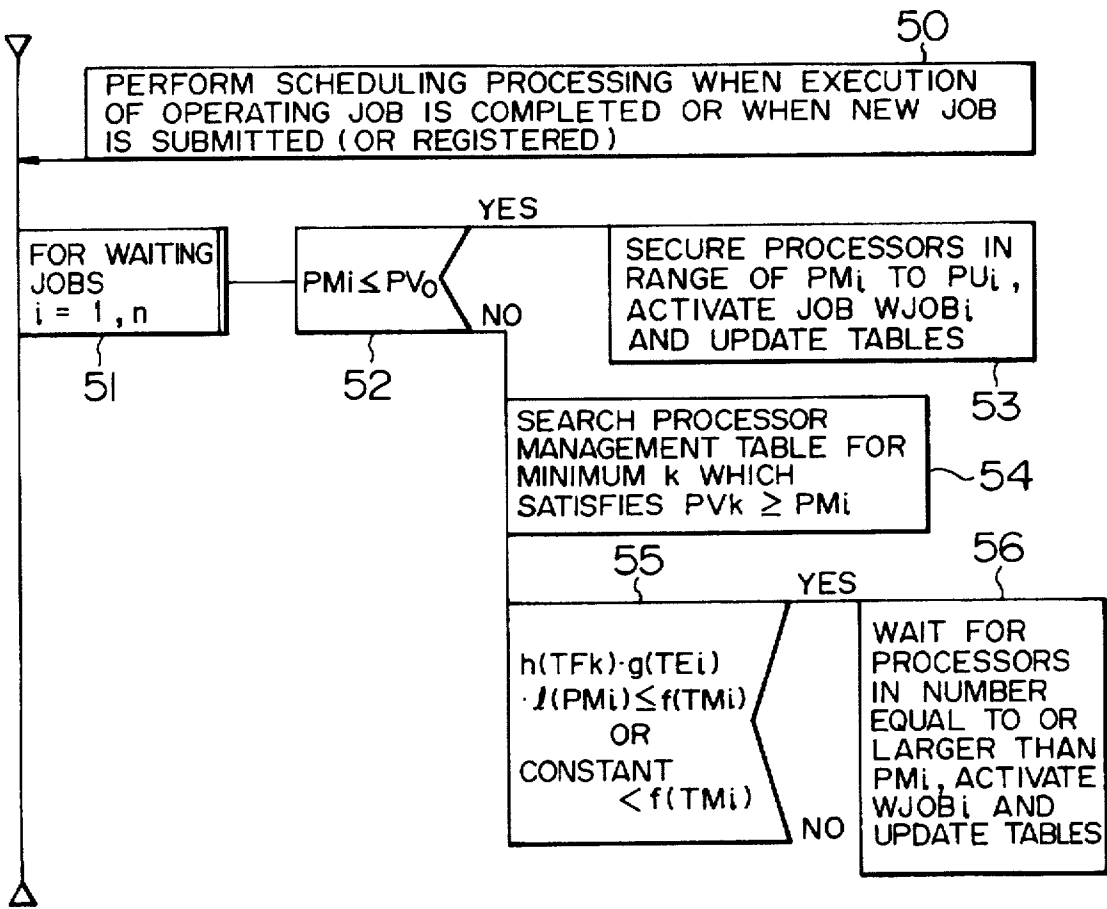 50
PERFORM SCHEDULING PROCESSING WHEN EXECUTION
OF OPERATING JOB IS COMPLETED OR WHEN NEW JOB
IS SUBMITTED (OR REGISTERED)
FOR WAITING
JOBS
i = 1, n
51
PMi ≤ PV0
52
YES
NO
SECURE PROCESSORS IN
RANGE OF PMi TO PUi,
ACTIVATE JOB WJOBi
AND UPDATE TABLES
53
SEARCH PROCESSOR
MANAGEMENT TABLE FOR
MINIMUM k WHICH
SATISFIES PVk ≥ PMi
54
55
h(TFk)·g(TEi)
·l(PMi)≤f(TMi)
OR
CONSTANT
<f(TMi)
YES
NO
56
WAIT FOR
PROCESSORS
IN NUMBER
EQUAL TO OR
LARGER THAN
PMi, ACTIVATE
WJOBi AND
UPDATE TABLES